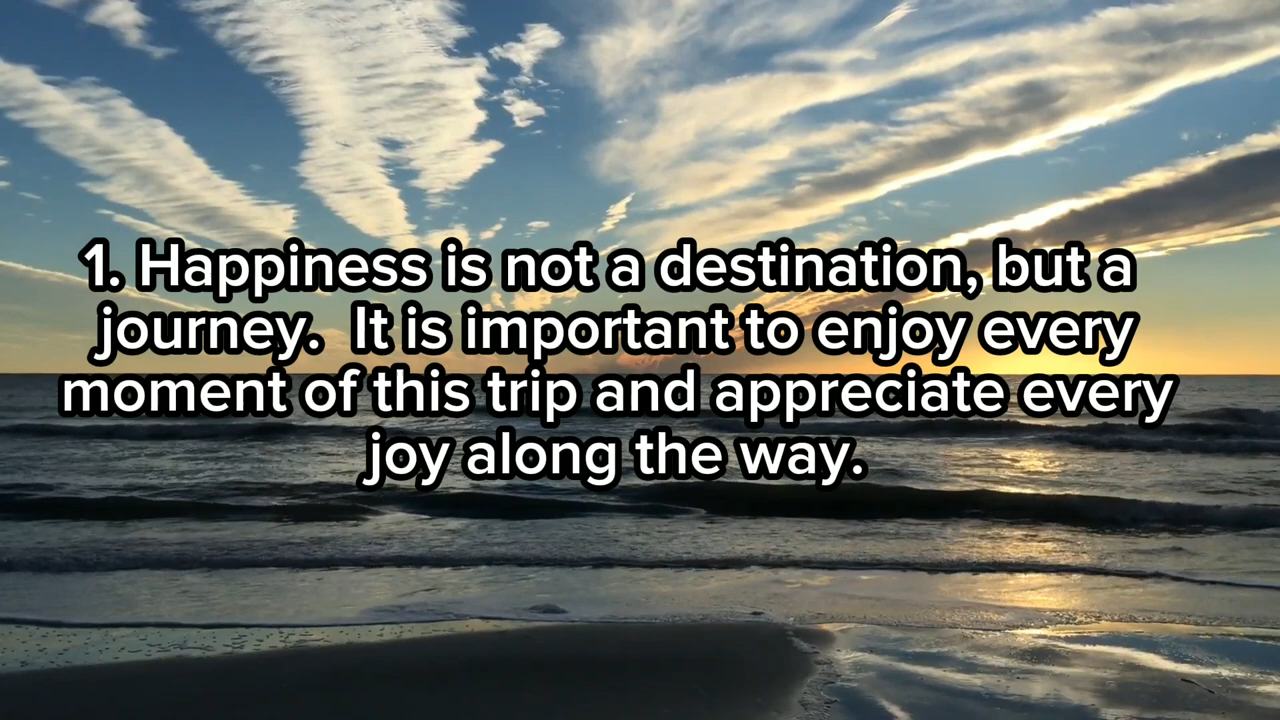 1. Happiness is not a destination, but a
journey.  It is important to enjoy every
moment of this trip and appreciate every
joy along the way.